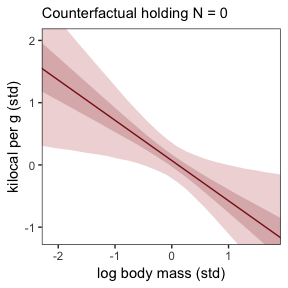 Counterfactual holding N = 0
kilocal per g (std)
2
1
0
-1
-2
-1
0
1
log body mass (std)